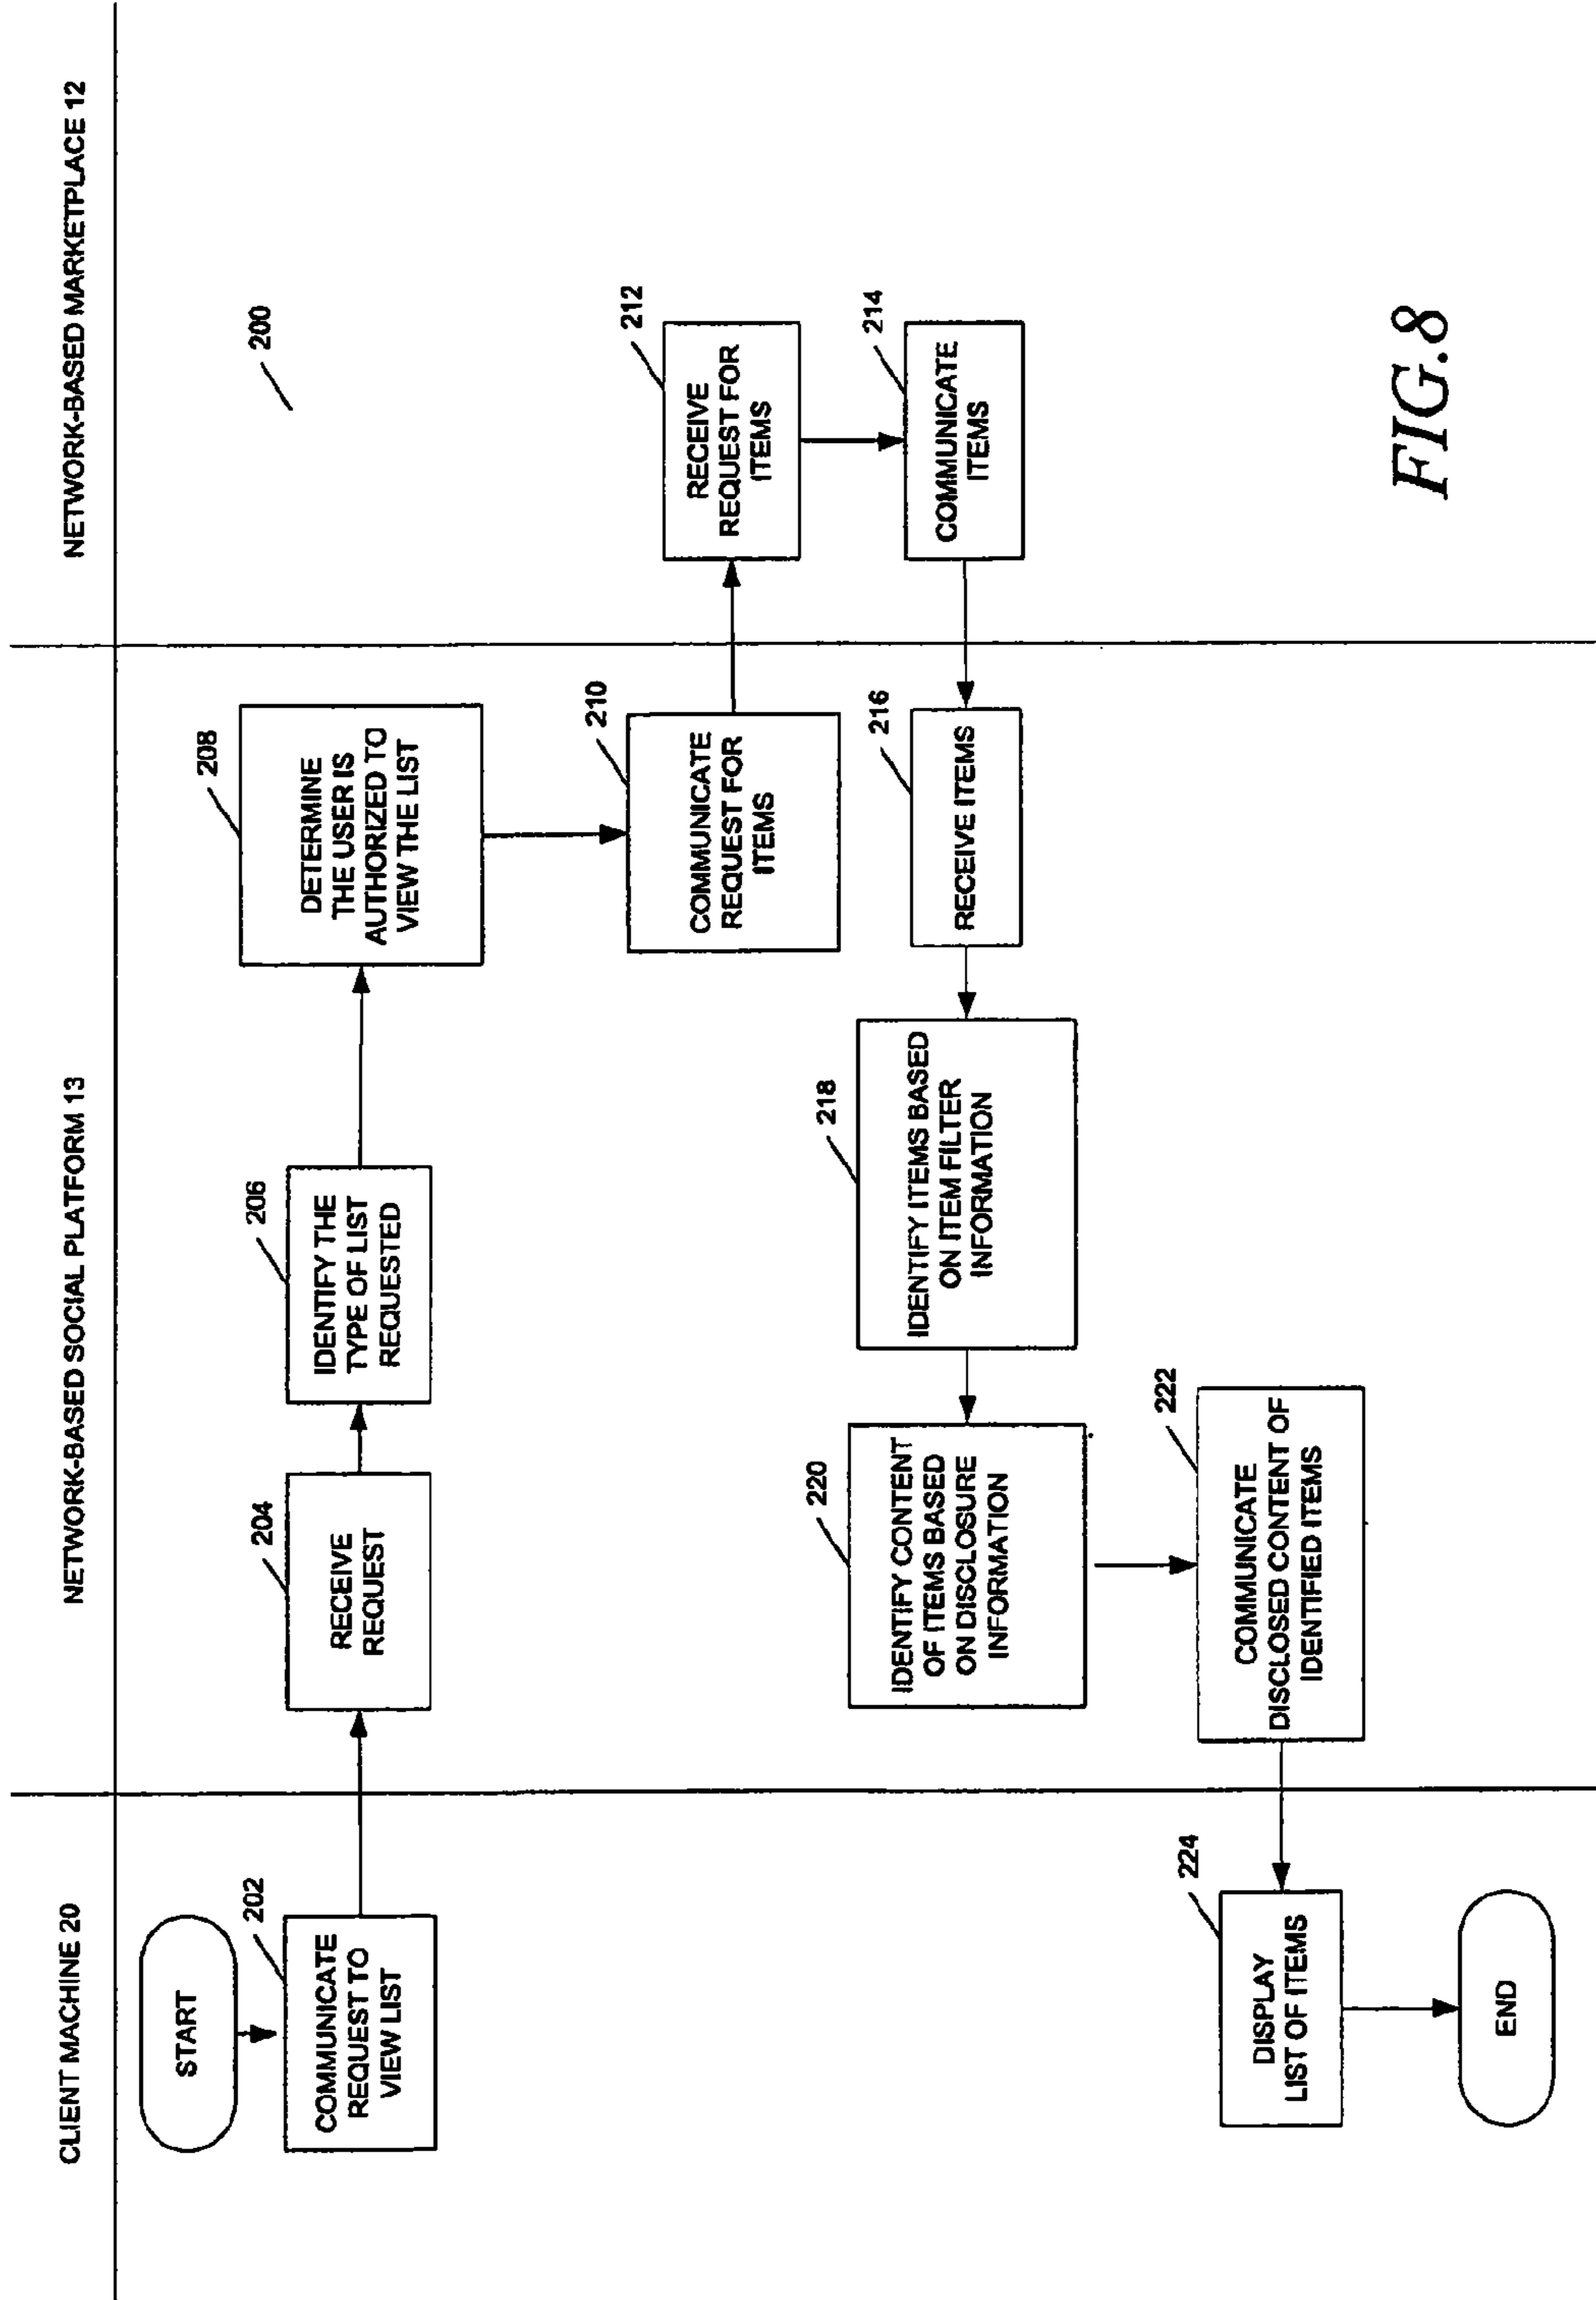 CLIENT MACHINE 20
NETWORK-BASED SOCIAL PLATFORM 13
NETWORK-BASED MARKETPLACE 12
200
START
202
COMMUNICATE
REQUEST TO
VIEW LIST
204
RECEIVE
REQUEST
206
IDENTIFY THE
TYPE OF LIST
REQUESTED
208
DETERMINE
THE USER IS
AUTHORIZED TO
VIEW THE LIST
210
COMMUNICATE
REQUEST FOR
ITEMS
212
RECEIVE
REQUEST FOR
ITEMS
214
COMMUNICATE
ITEMS
216
RECEIVE ITEMS
218
IDENTIFY ITEMS BASED
ON ITEM FILTER
INFORMATION
220
IDENTIFY CONTENT
OF ITEMS BASED
ON DISCLOSURE
INFORMATION
222
COMMUNICATE
DISCLOSED CONTENT OF
IDENTIFIED ITEMS
224
DISPLAY
LIST OF ITEMS
END
FIG.8